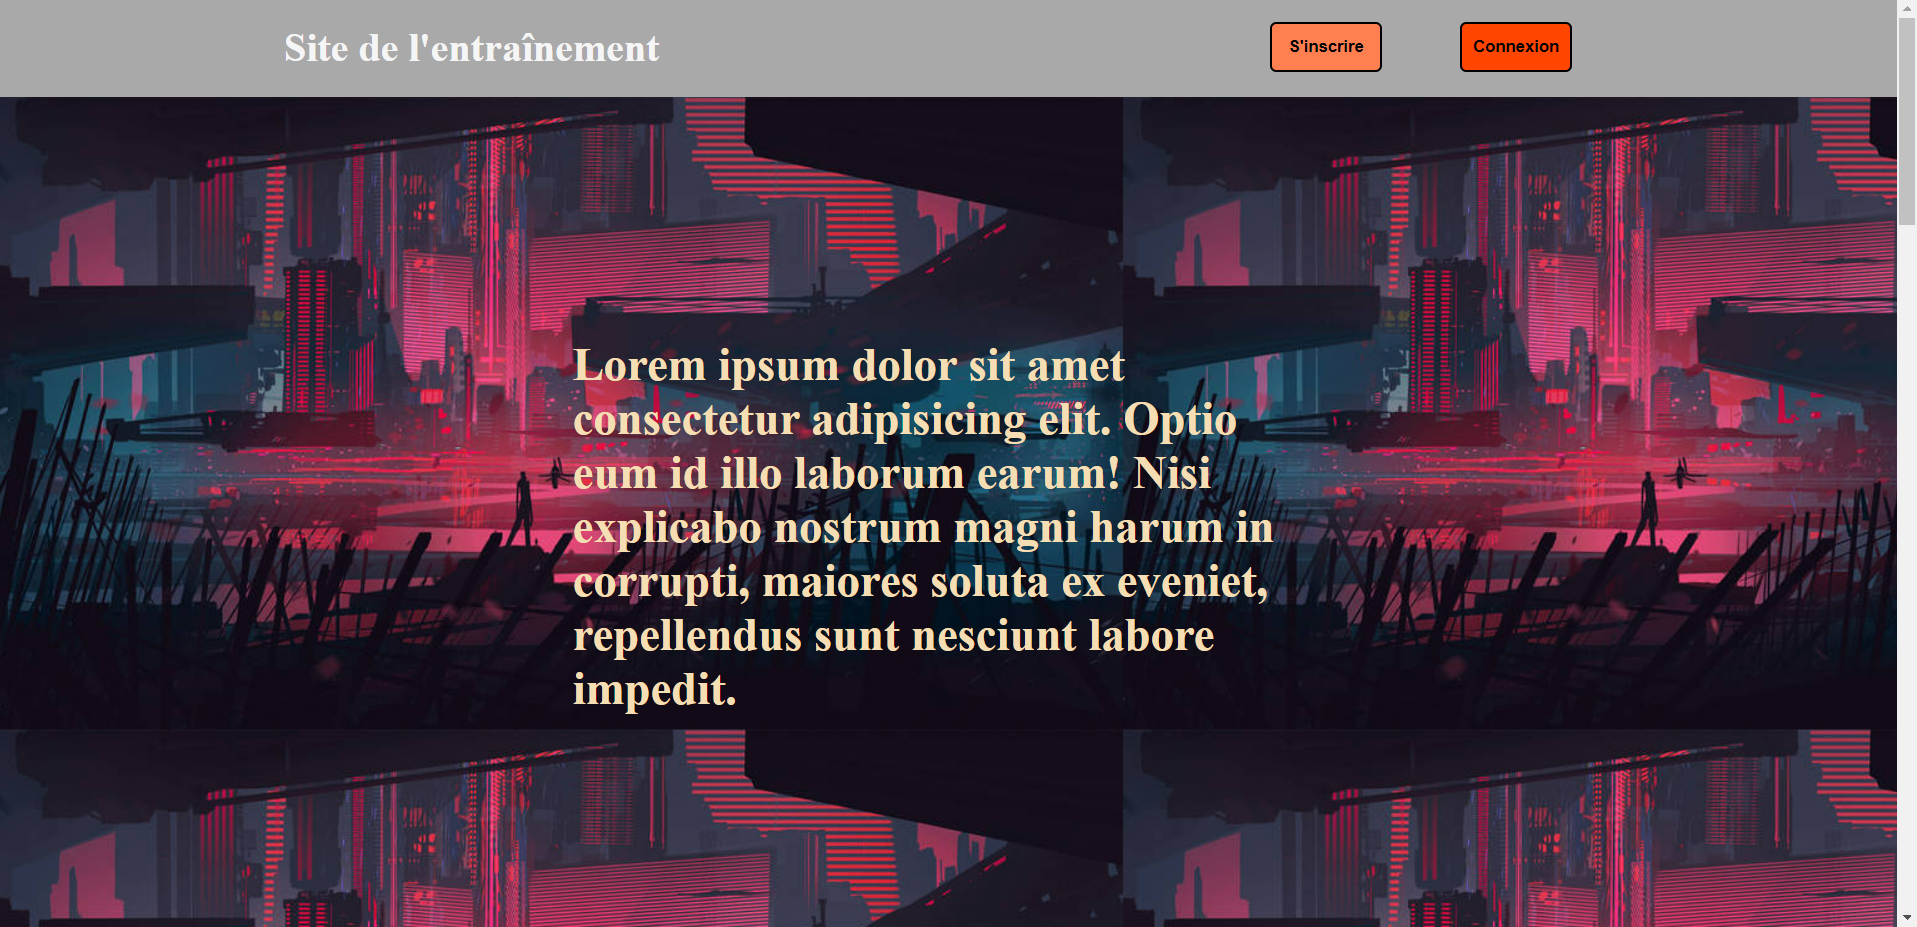 Site de l'entraînement
S'inscrire
Connexion
Lorem ipsum dolor sit amet
consectetur adipisicing elit. Optio
eum id illo laborum earum! Nisi
explicabo nostrum magni harum in
corrupti, maiores soluta ex eveniet,
repellendus sunt nesciunt labore
impedit.